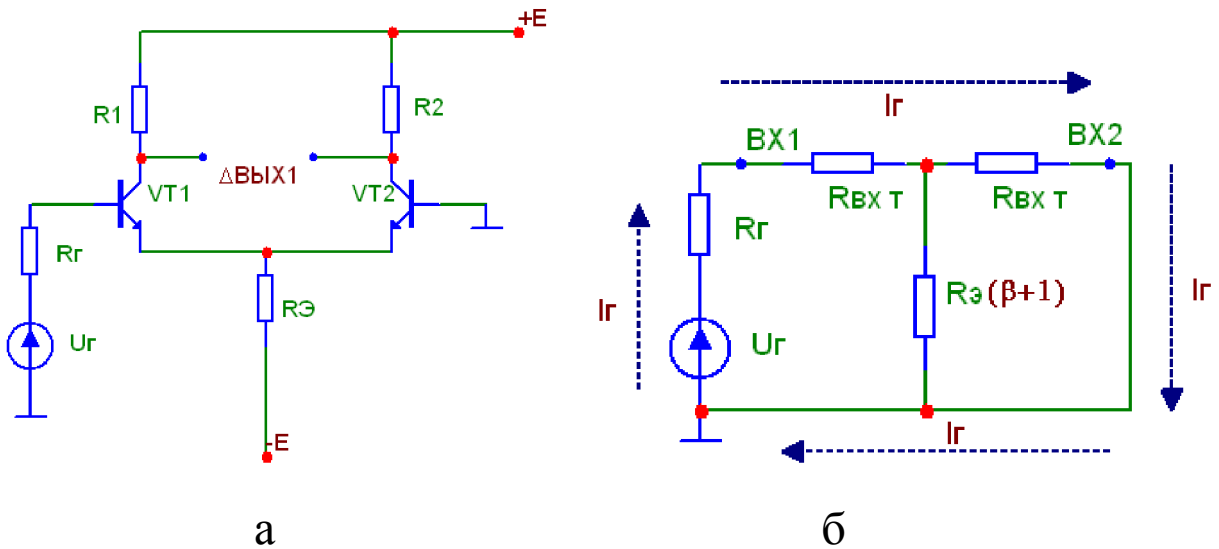 +E
R1
R2
ΔВЫХ1
VT1
VT2
Rг
RЭ
Uг
-E
а
Iг
ВХ1
ВХ2
Rвх т
Rвх т
Rг
Iг
Rэ(β+1)
Iг
Uг
Iг
б